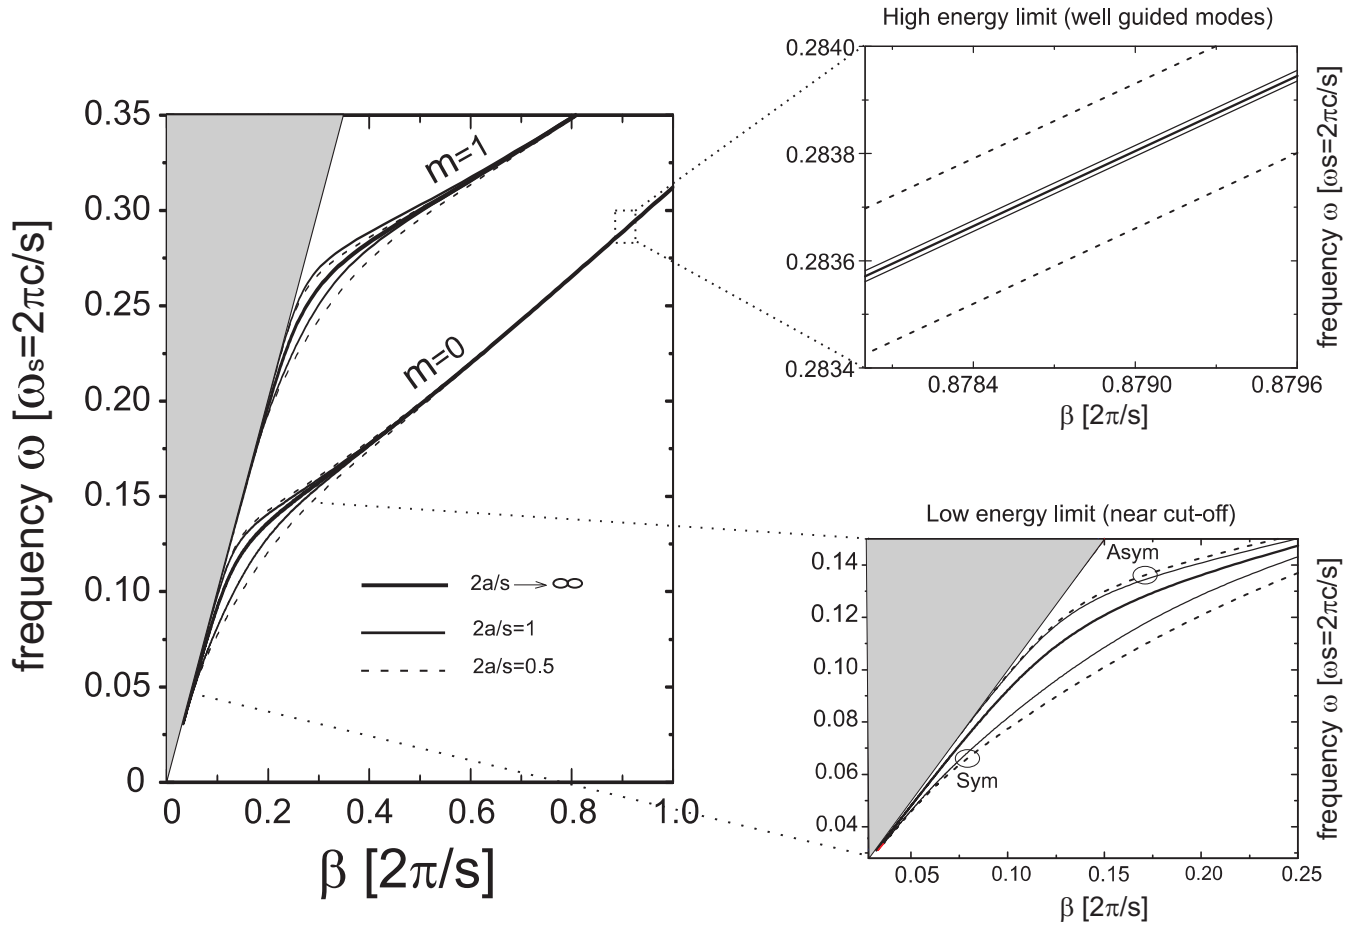 High energy limit (well guided modes)
0.2840
0.2838
0.2836
0.2834
0.8784
0.8790
0.8796
β [2π/s]
frequency ω [ωs=2πc/s]
0.35
0.30
0.25
0.20
0.15
0.10
0.05
0
0
0.2
0.4
0.6
0.8
1.0
β [2π/s]
frequency ω [ωs=2πc/s]
m=1
m=0
2a/s → ∞
2a/s=1
2a/s=0.5
Low energy limit (near cut-off)
Asym
Sym
0.14
0.12
0.10
0.08
0.06
0.04
0.05
0.10
0.15
0.20
0.25
β [2π/s]
frequency ω [ωs=2πc/s]